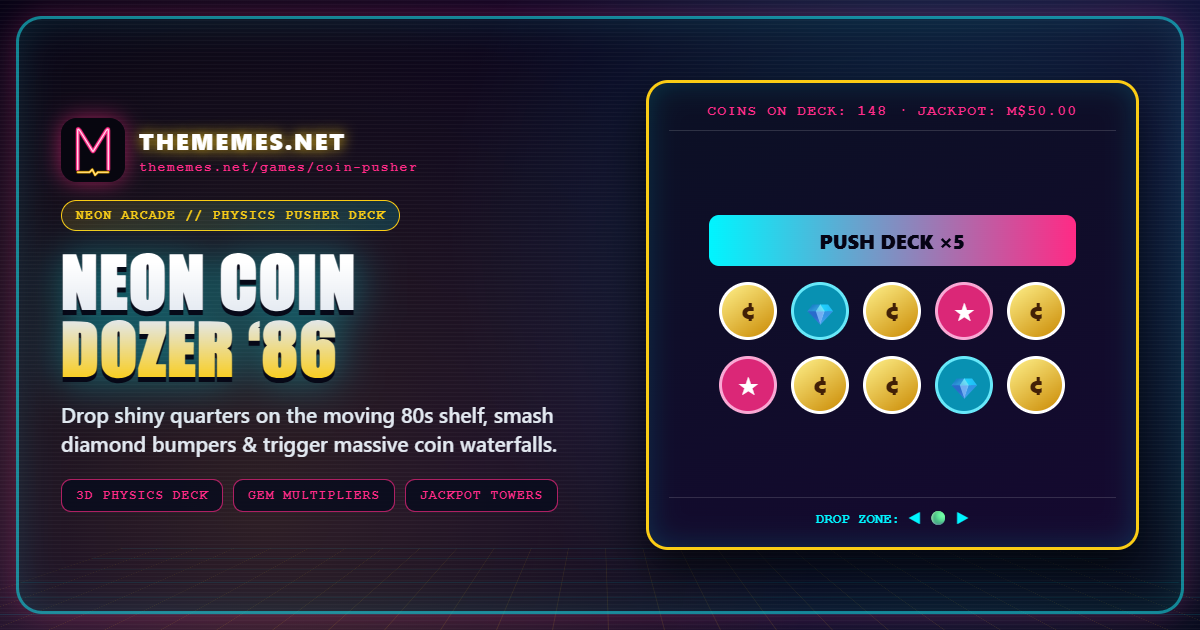 THEMEMES.NET
thememes.net/games/coin-pusher
NEON ARCADE // PHYSICS PUSHER DECK
NEON COIN
DOZER ‘86
Drop shiny quarters on the moving 80s shelf, smash
diamond bumpers & trigger massive coin waterfalls.
3D PHYSICS DECK
GEM MULTIPLIERS
JACKPOT TOWERS
COINS ON DECK: 148 · JACKPOT: M$50.00
PUSH DECK ×5
¢ ¢ ★ ¢
★ ¢ ¢ ¢
DROP ZONE: ◀ ▶